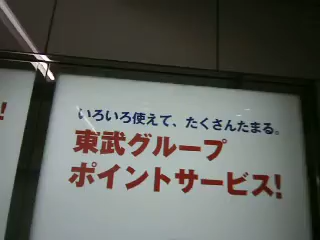 いろいろ使えて、たくさんたまる。
東武グループ
ポイントサービス!
!